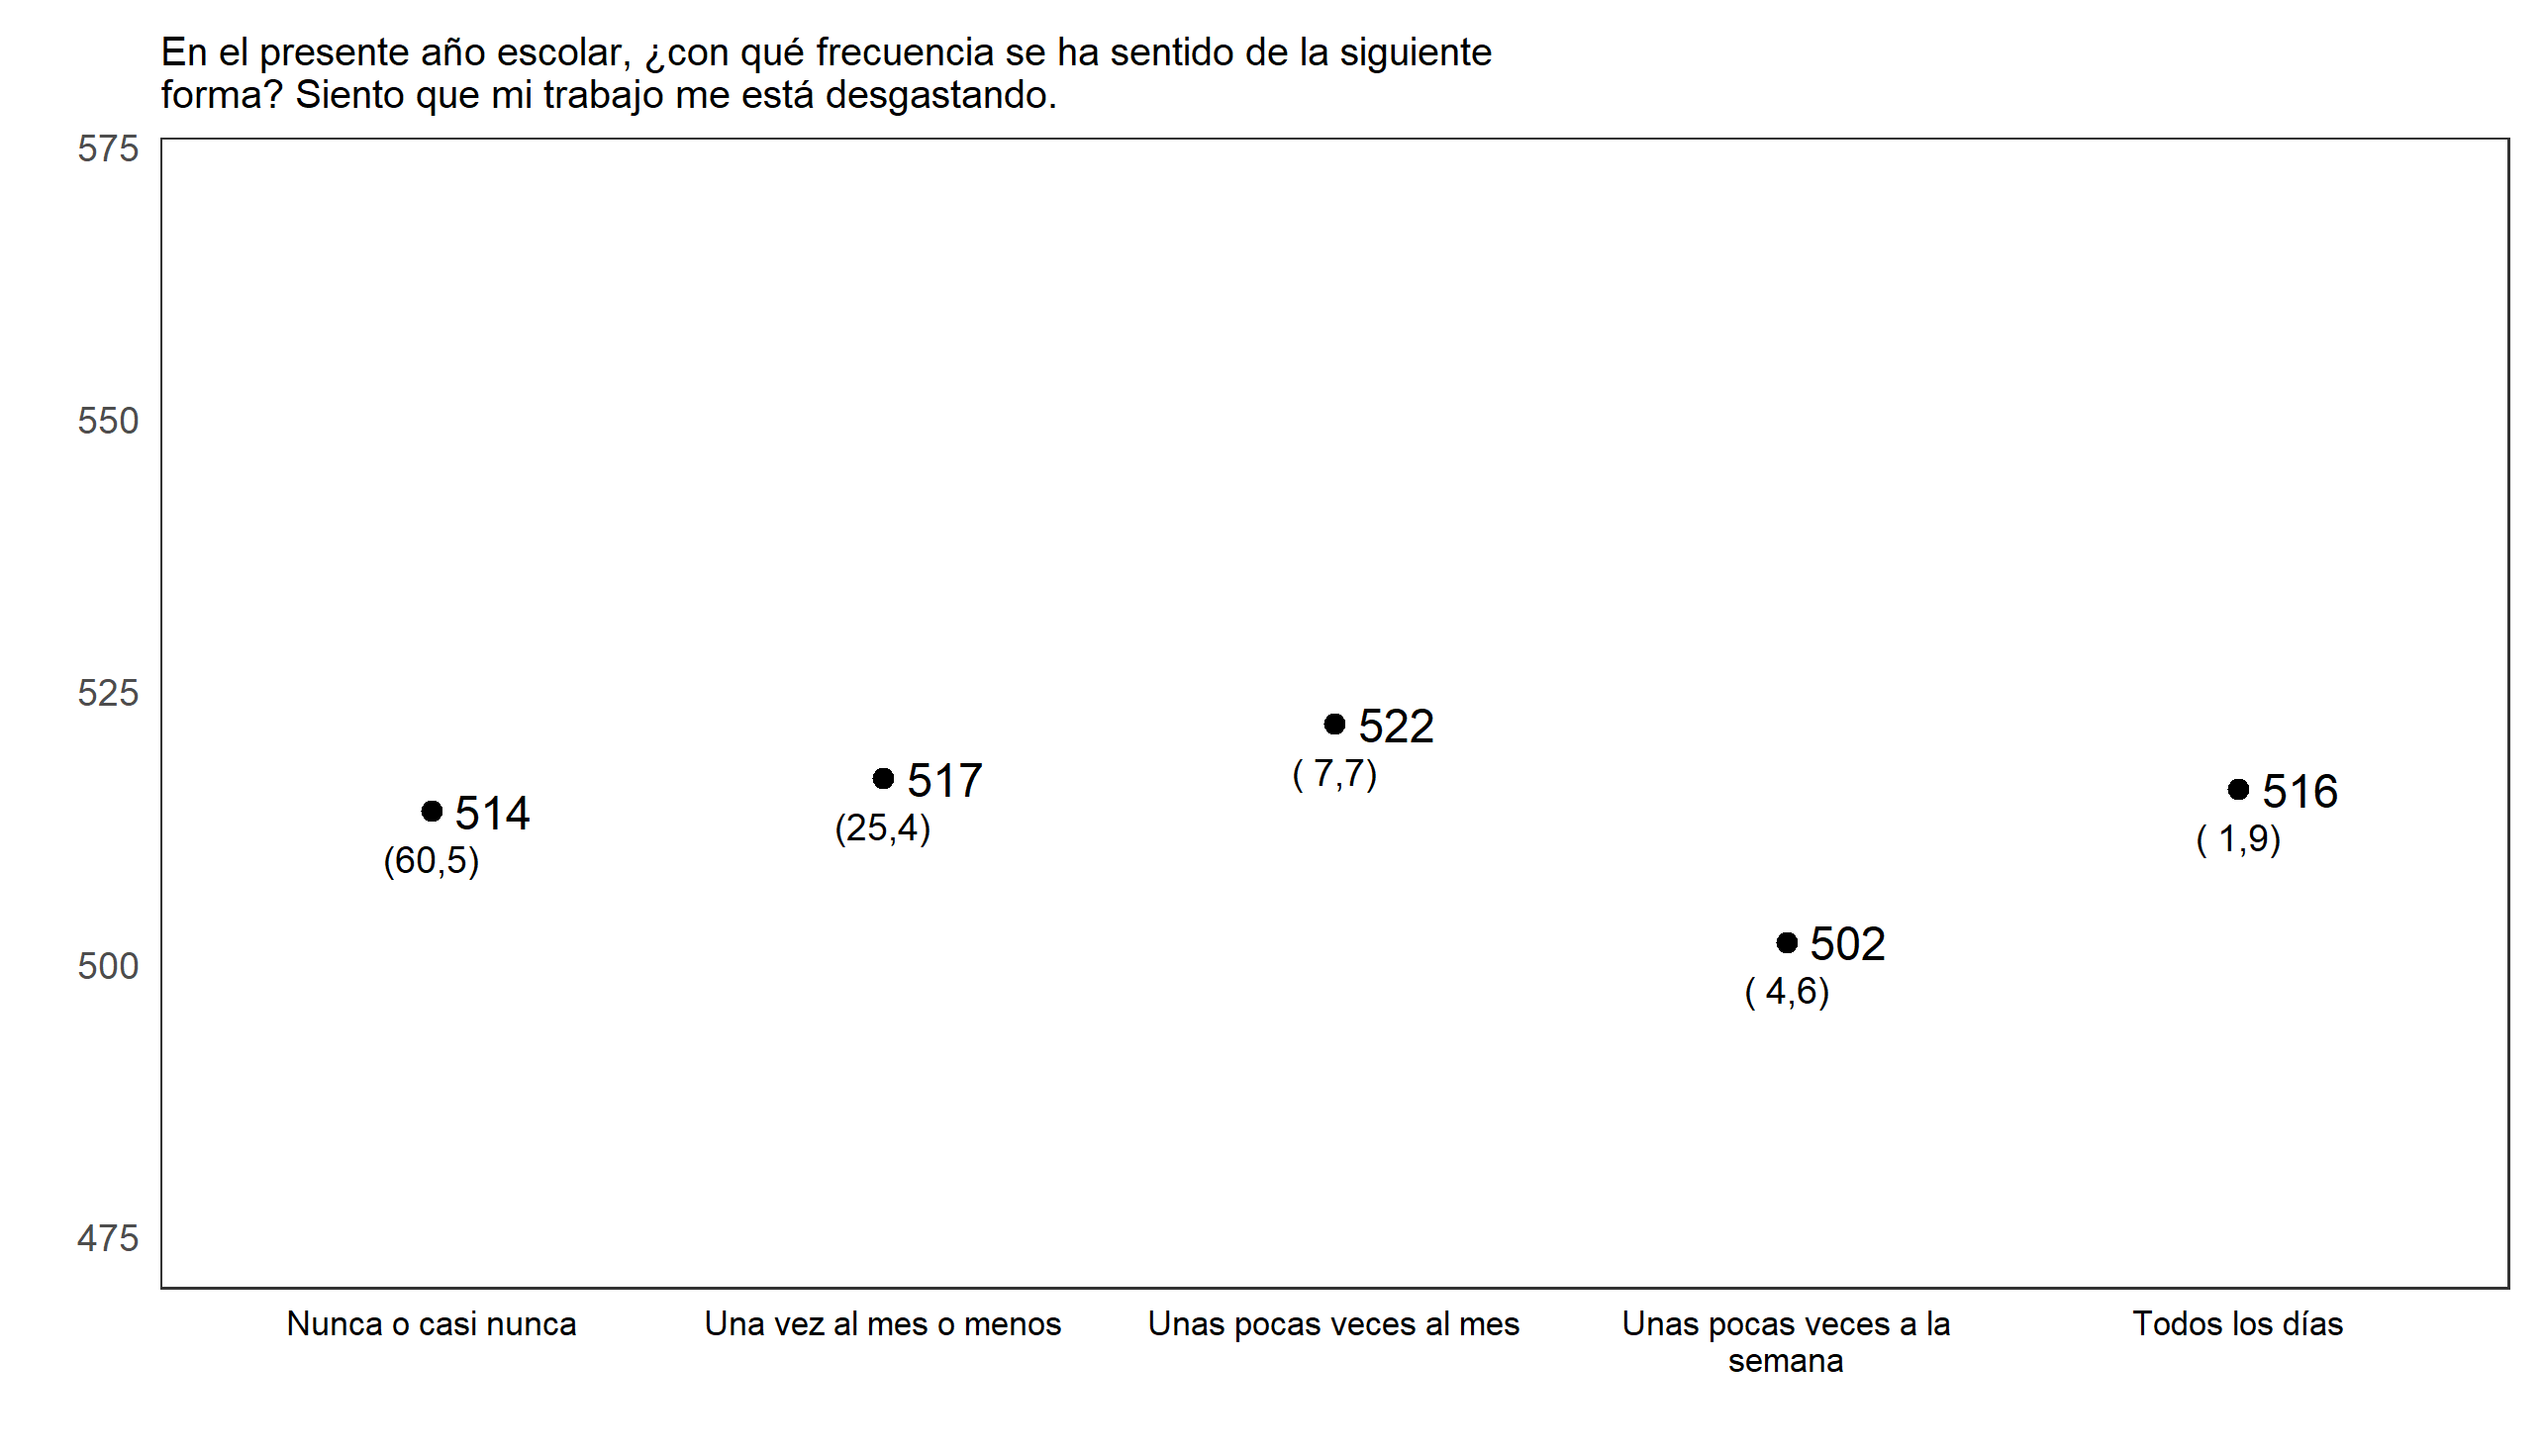 En el presente año escolar, ¿con qué frecuencia se ha sentido de la siguiente
forma? Siento que mi trabajo me está desgastando.
575
550
525
500
475
514
(60,5)
517
(25,4)
522
( 7,7)
502
( 4,6)
516
( 1,9)
Nunca o casi nunca
Una vez al mes o menos
Unas pocas veces al mes
Unas pocas veces a la
semana
Todos los días